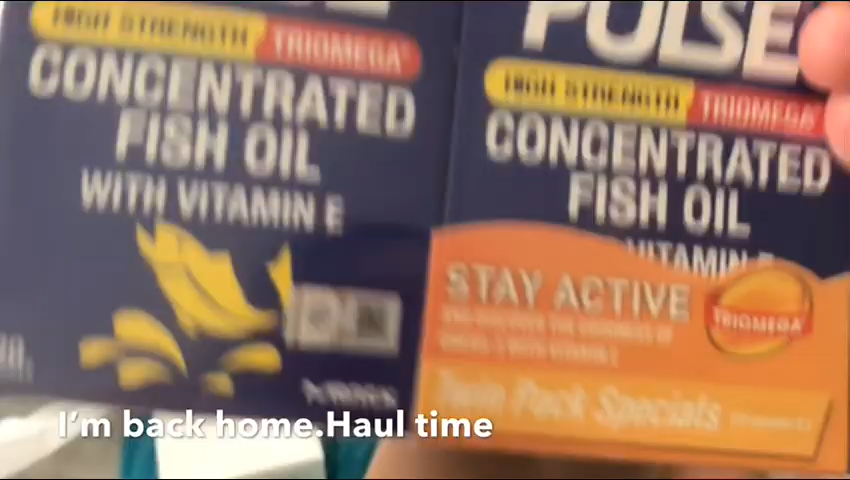 HIGH STRENGTH TRIOMEGA
CONCENTRATED
FISH OIL
WITH VITAMIN E
PULSE
HIGH STRENGTH TRIOMEGA
CONCENTRATED
FISH OIL
VITAMIN E
STAY ACTIVE
TRIOMEGA
Twin Pack Specials
I'm back home.Haul time